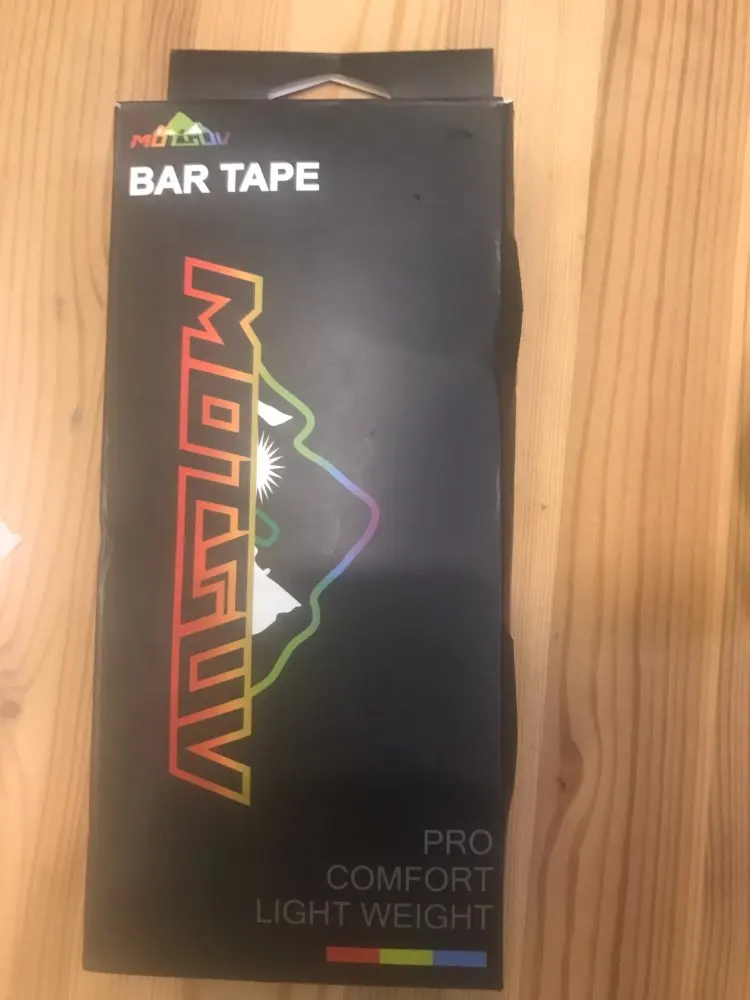 MOTSUV
BAR TAPE
MOTSUV
PRO
COMFORT
LIGHT WEIGHT